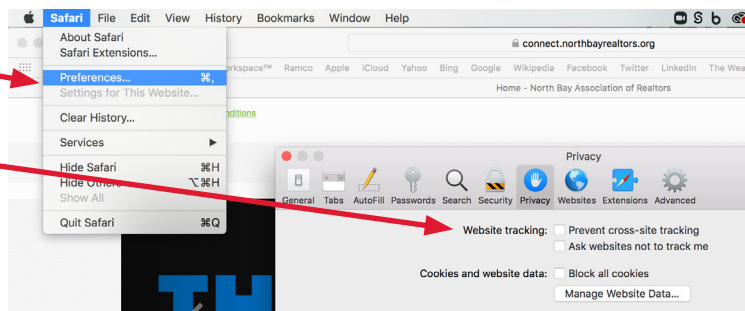 Safari File Edit View History Bookmarks Window Help
About Safari
Safari Extensions...
connect.northbayrealtors.org
Preferences... ⌘,
orkspace™ Ramco Apple iCloud Yahoo Bing Google Wikipedia Facebook Twitter LinkedIn The Wea
Settings for This Website...
Home - North Bay Association of Realtors
Clear History...
nditions
Services
Hide Safari ⌘H
Hide Others ⌥⌘H
Show All
Quit Safari ⌘Q
Privacy
General Tabs AutoFill Passwords Search Security Privacy Websites Extensions Advanced
Website tracking: Prevent cross-site tracking
Ask websites not to track me
Cookies and website data: Block all cookies
Manage Website Data...
TH